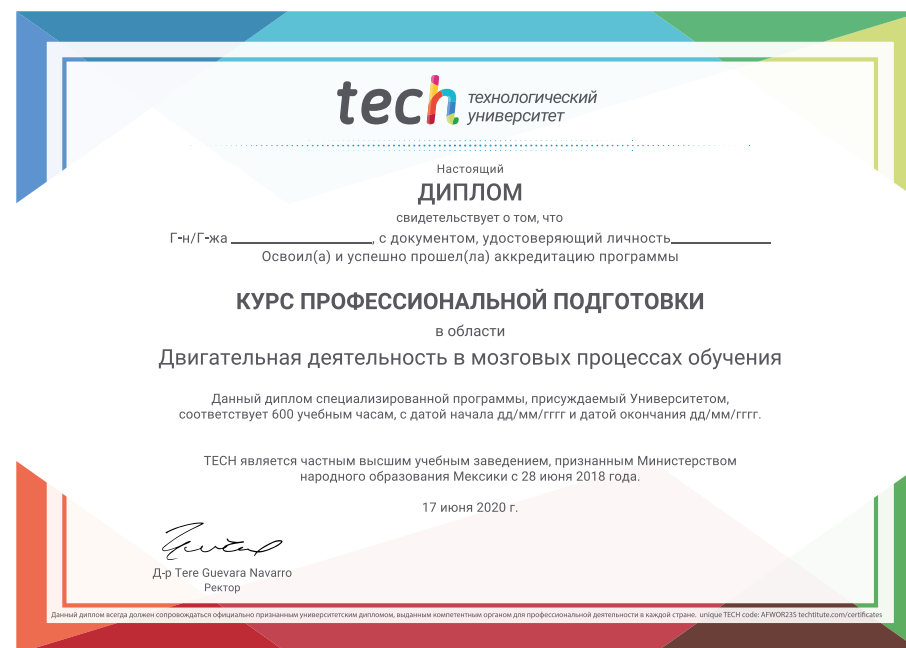 tech технологический
университет
Настоящий
ДИПЛОМ
свидетельствует о том, что
Г-н/Г-жа ________________, с документом, удостоверяющий личность____________
Освоил(а) и успешно прошел(ла) аккредитацию программы
КУРС ПРОФЕССИОНАЛЬНОЙ ПОДГОТОВКИ
в области
Двигательная деятельность в мозговых процессах обучения
Данный диплом специализированной программы, присуждаемый Университетом,
соответствует 600 учебным часам, с датой начала дд/мм/гггг и датой окончания дд/мм/гггг.
TECH является частным высшим учебным заведением, признанным Министерством
народного образования Мексики с 28 июня 2018 года.
17 июня 2020 г.
Д-р Tere Guevara Navarro
Ректор
Данный диплом всегда должен сопровождаться официально признанным университетским дипломом, выданным компетентным органом для профессиональной деятельности в каждой стране. unique TECH code: AFWOR23S techtitute.com/certificates